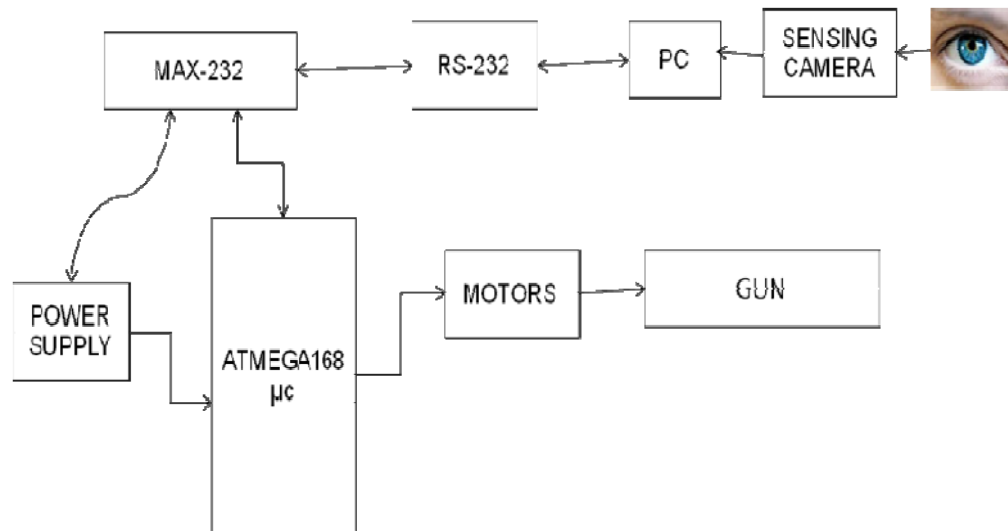 MAX-232
RS-232
PC
SENSING
CAMERA
POWER
SUPPLY
ATMEGA168
μc
MOTORS
GUN